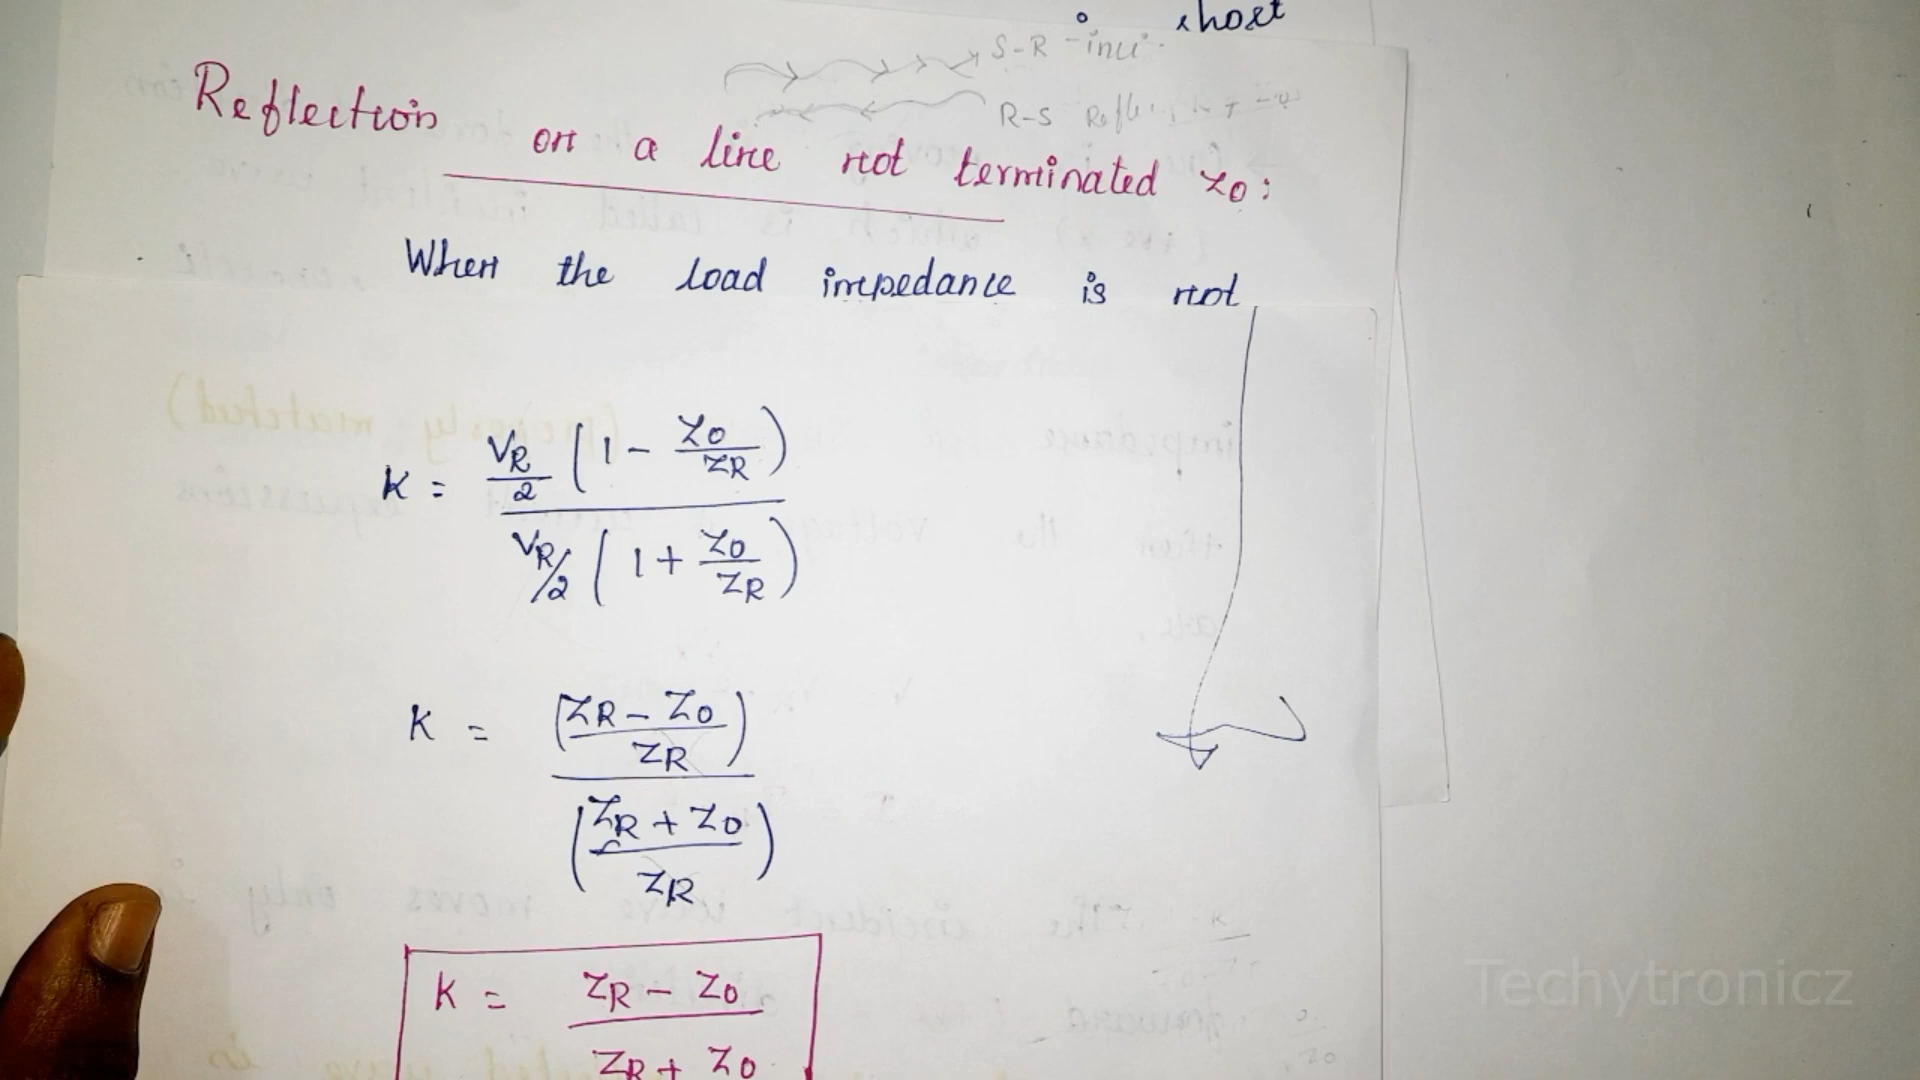 short
S-R - inci.
R-S Refle
Reflection on a line not terminated Z0:
When the load impedance is not
K = VR/2 (1 - Z0/ZR)
VR/2 (1 + Z0/ZR)
K = (ZR - Z0/ZR)
(ZR + Z0/ZR)
K = ZR - Z0
ZR + Z0
Techytronicz